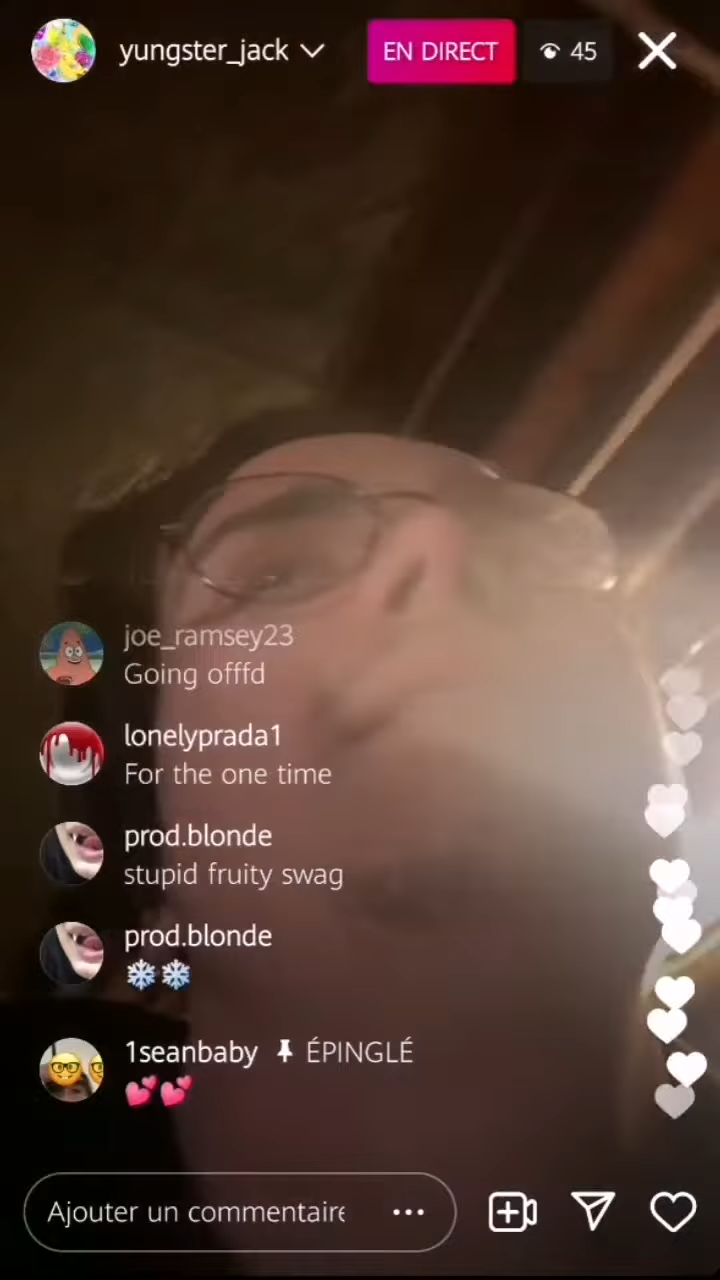 yungster_jack EN DIRECT 45
joe_ramsey23
Going offfd
lonelyprada1
For the one time
prod.blonde
stupid fruity swag
prod.blonde
❄️❄️
1seanbaby ÉPINGLÉ
💕💕
Ajouter un commentaire